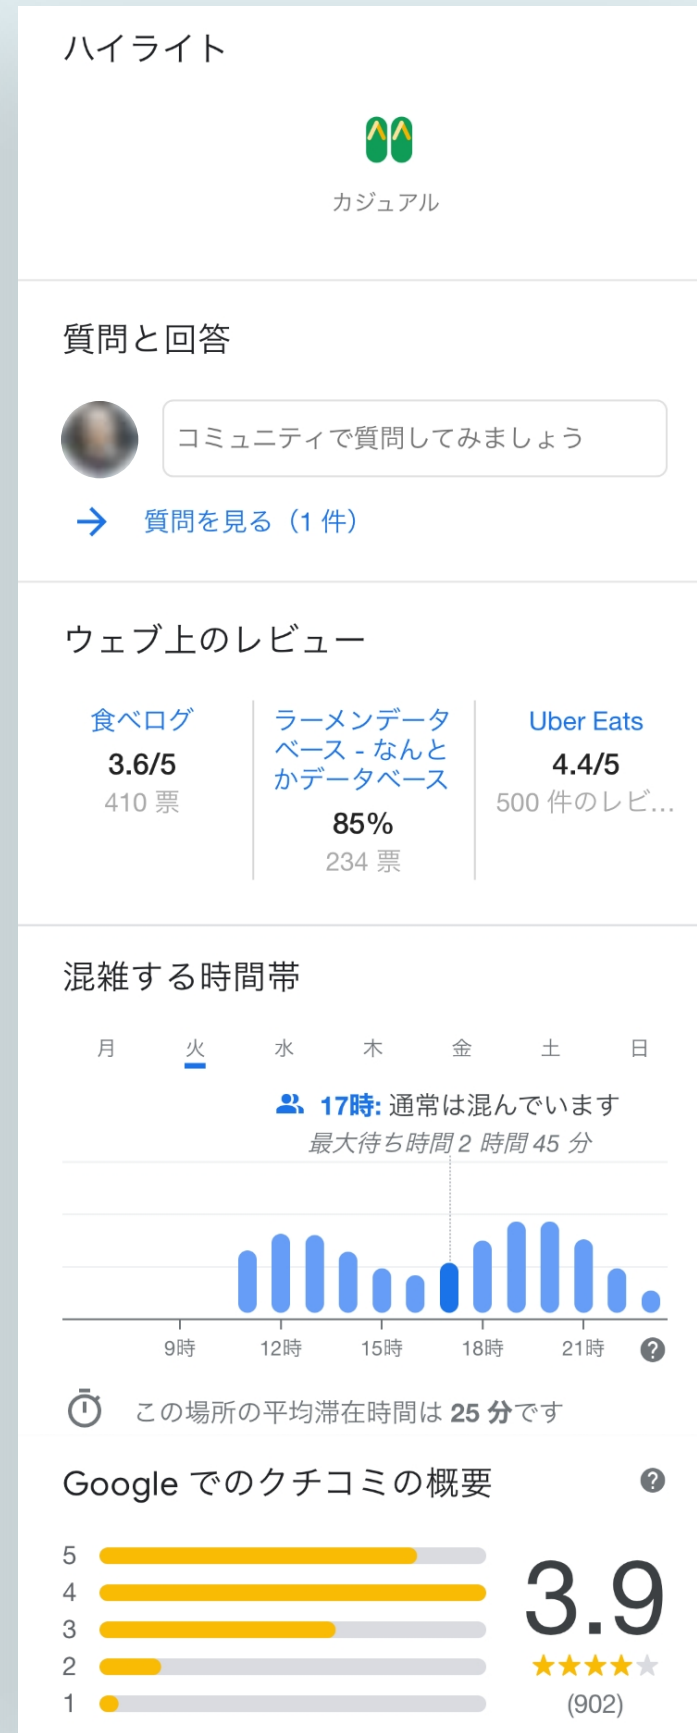 ハイライト
カジュアル
質問と回答
コミュニティで質問してみましょう
質問を見る（1 件）
ウェブ上のレビュー
食べログ
3.6/5
410 票
ラーメンデータ
ベース - なんと
かデータベース
85%
234 票
Uber Eats
4.4/5
500 件のレビ...
混雑する時間帯
月 火 水 木 金 土 日
17時: 通常は混んでいます
最大待ち時間 2 時間 45 分
9時 12時 15時 18時 21時
この場所の平均滞在時間は 25 分です
Google でのクチコミの概要
5
4
3
2
1
3.9
(902)